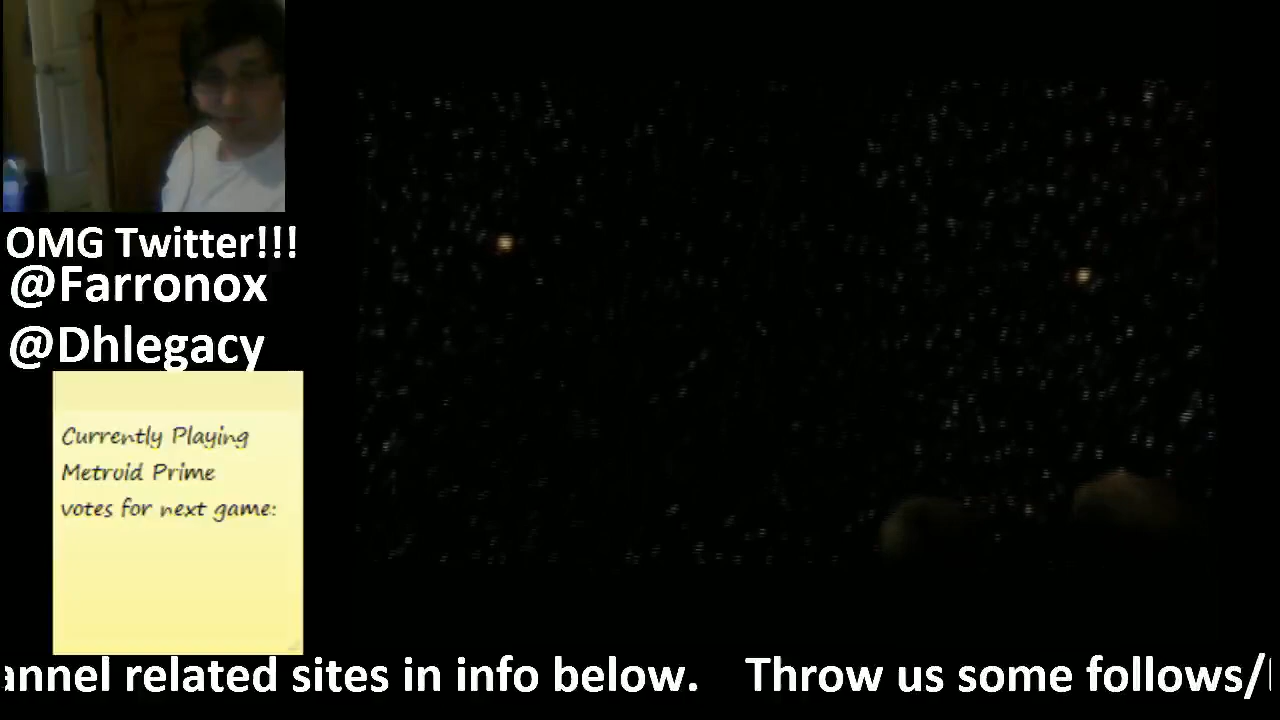 OMG Twitter!!!
@Farronox
@Dhlegacy
Currently Playing
Metroid Prime
votes for next game:
annel related sites in info below. Throw us some follows/